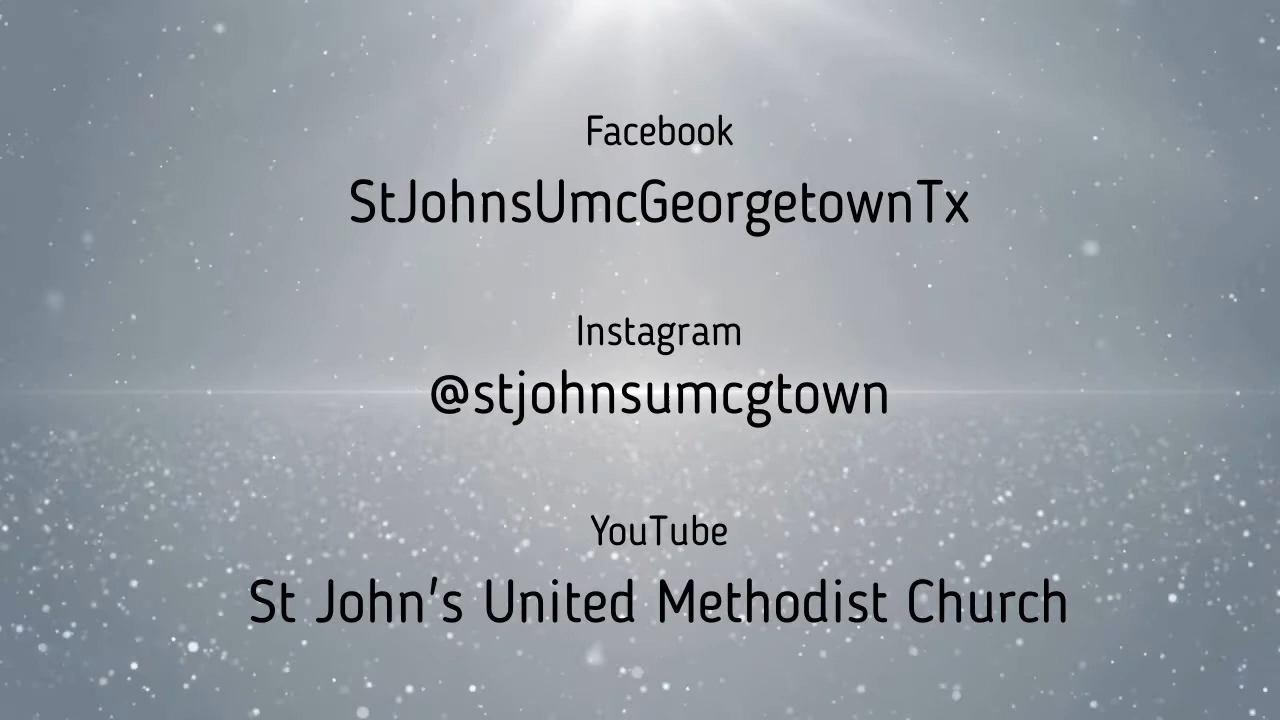 Facebook
StJohnsUmcGeorgetownTx
Instagram
@stjohnsumcgtown
YouTube
St John's United Methodist Church